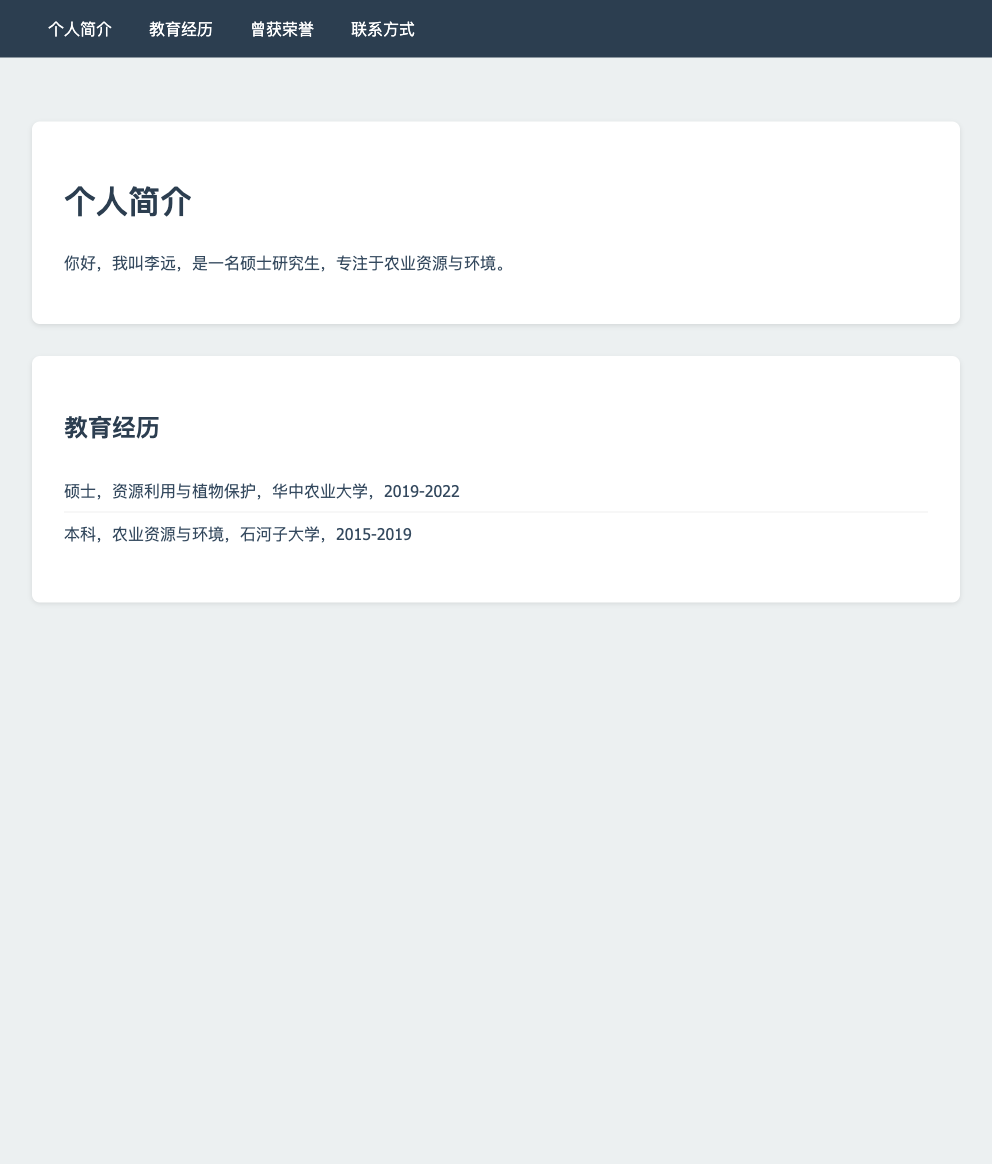 个人简介 教育经历 曾获荣誉 联系方式
个人简介
你好，我叫李远，是一名硕士研究生，专注于农业资源与环境。
教育经历
硕士，资源利用与植物保护，华中农业大学，2019-2022
本科，农业资源与环境，石河子大学，2015-2019